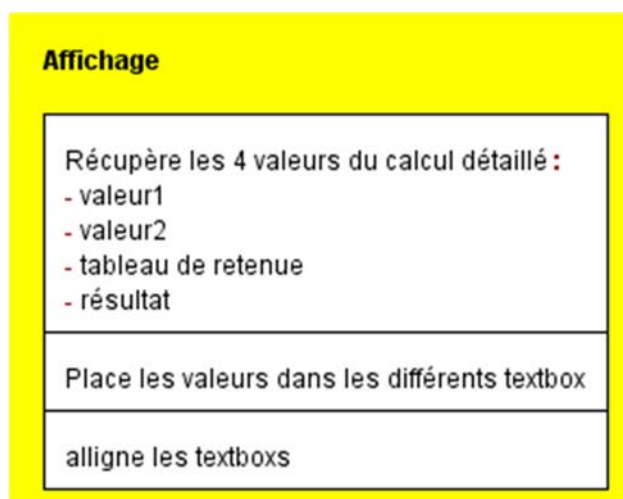 Affichage
Récupère les 4 valeurs du calcul détaillé :
- valeur1
- valeur2
- tableau de retenue
- résultat
Place les valeurs dans les différents textbox
alligne les textboxs